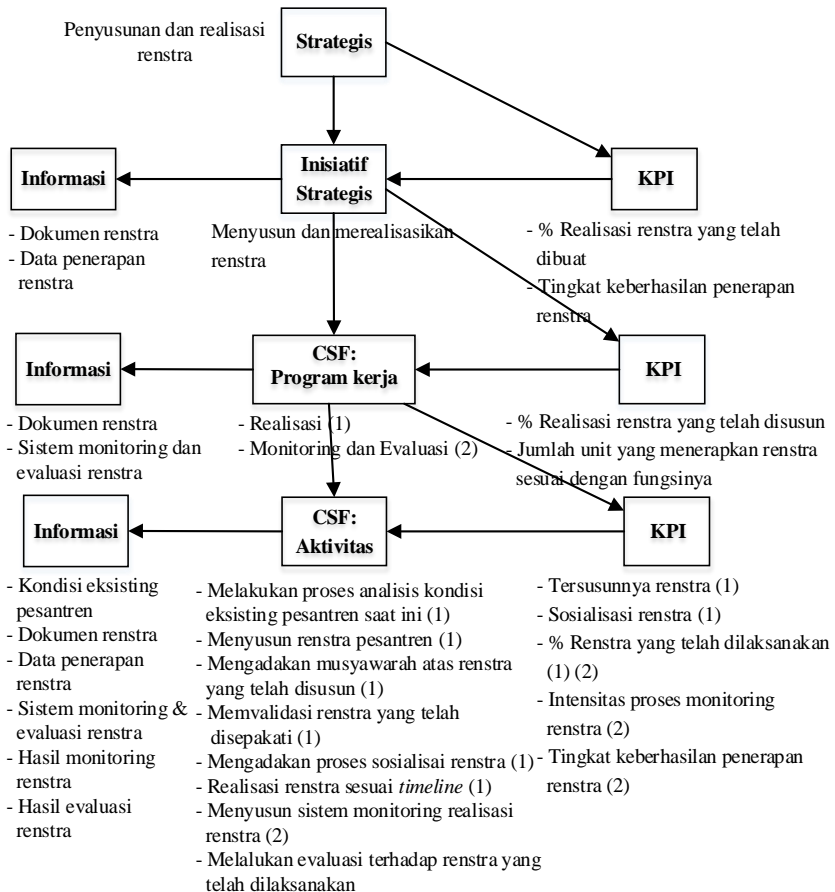 Penyusunan dan realisasi
renstra
Strategis
Informasi
Inisiatif
Strategis
KPI
- Dokumen renstra
- Data penerapan
renstra
Menyusun dan merealisasikan
renstra
- % Realisasi renstra yang telah
dibuat
- Tingkat keberhasilan penerapan
renstra
Informasi
CSF:
Program kerja
KPI
- Dokumen renstra
- Sistem monitoring dan
evaluasi renstra
- Realisasi (1)
- Monitoring dan Evaluasi (2)
- % Realisasi renstra yang telah disusun
- Jumlah unit yang menerapkan renstra
sesuai dengan fungsinya
Informasi
CSF:
Aktivitas
KPI
- Kondisi eksisting
pesantren
- Dokumen renstra
- Data penerapan
renstra
- Sistem monitoring &
evaluasi renstra
- Hasil monitoring
renstra
- Hasil evaluasi
renstra
- Melakukan proses analisis kondisi
eksisting pesantren saat ini (1)
- Menyusun renstra pesantren (1)
- Mengadakan musyawarah atas renstra
yang telah disusun (1)
- Memvalidasi renstra yang telah
disepakati (1)
- Mengadakan proses sosialisai renstra (1)
- Realisasi renstra sesuai timeline (1)
- Menyusun sistem monitoring realisasi
renstra (2)
- Melalukan evaluasi terhadap renstra yang
telah dilaksanakan
- Tersusunnya renstra (1)
- Sosialisasi renstra (1)
- % Renstra yang telah dilaksanakan
(1) (2)
- Intensitas proses monitoring
renstra (2)
- Tingkat keberhasilan penerapan
renstra (2)